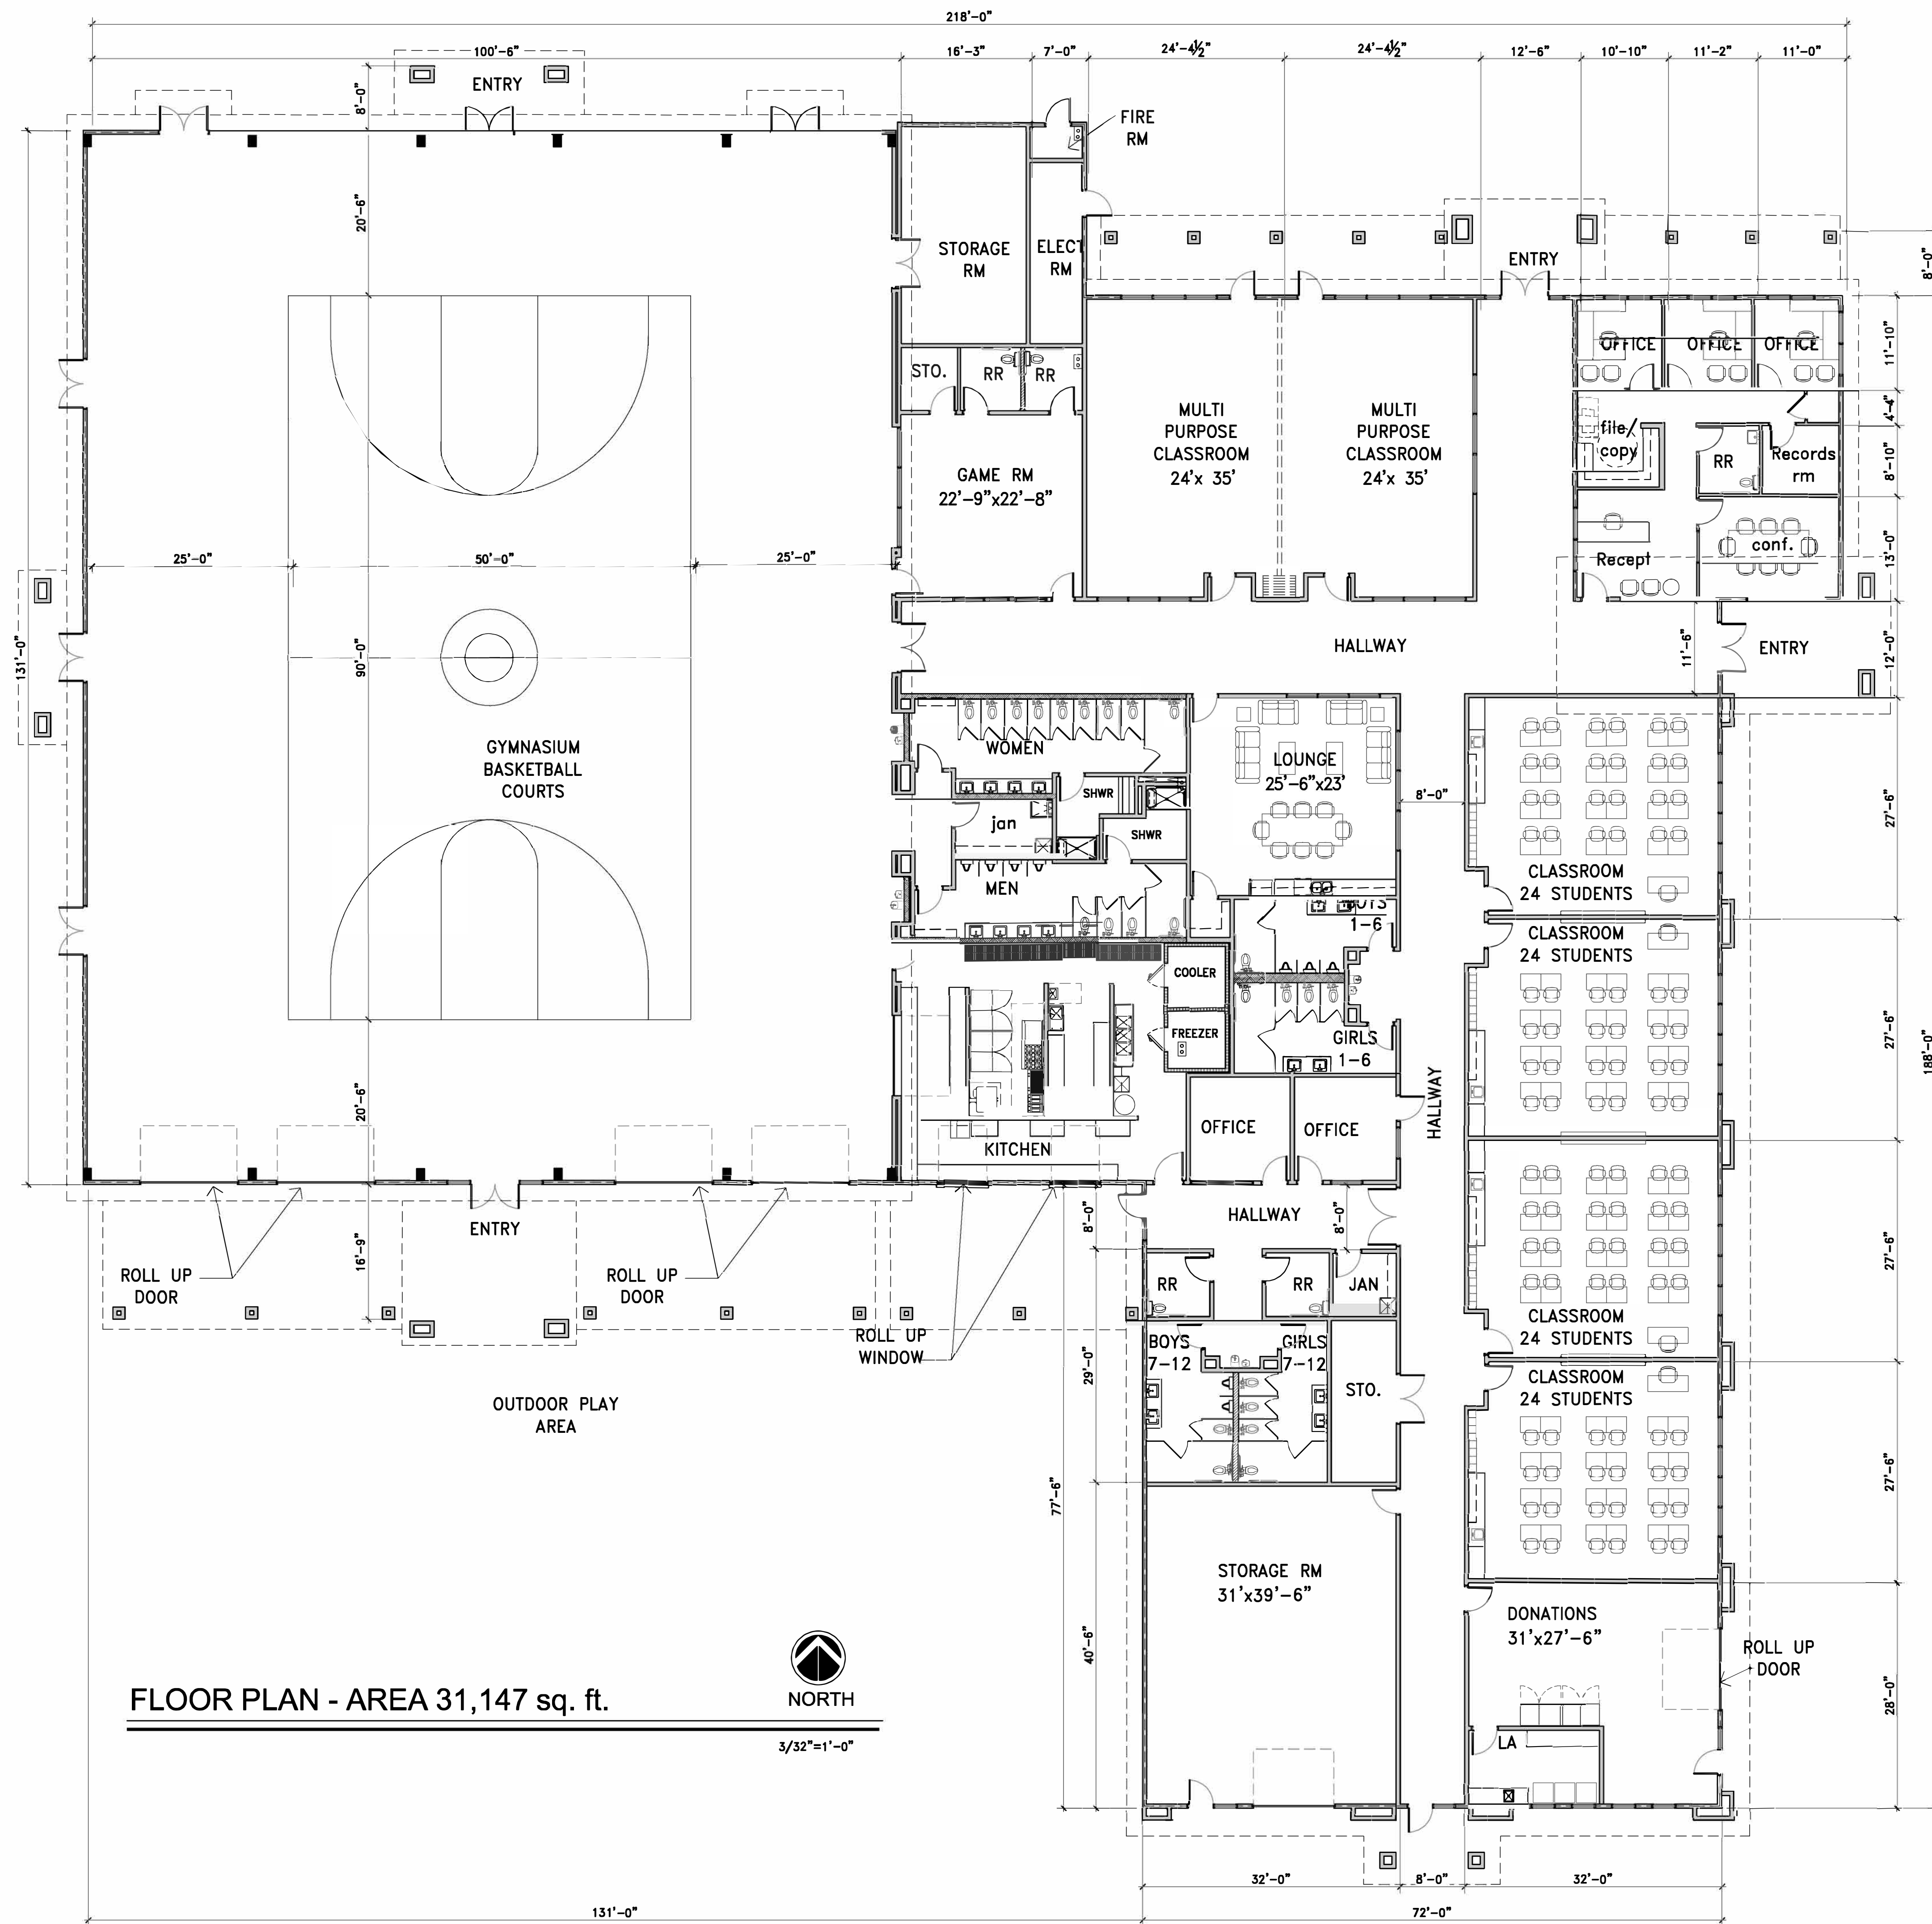 218'-0"
100'-6"
16'-3"
7'-0"
24'-4½"
24'-4½"
12'-6"
10'-10"
11'-2"
11'-0"
8'-0"
ENTRY
FIRE
RM
20'-6"
STORAGE
RM
ELECT
RM
ENTRY
8'-0"
OFFICE
OFFICE
OFFICE
11'-10"
STO.
RR
RR
MULTI
PURPOSE
CLASSROOM
24'x 35'
MULTI
PURPOSE
CLASSROOM
24'x 35'
4'-4"
file/
copy
RR
Records
rm
8'-10"
GAME RM
22'-9"x22'-8"
25'-0"
50'-0"
25'-0"
Recept
conf.
13'-0"
131'-0"
90'-0"
HALLWAY
11'-6"
ENTRY
12'-0"
GYMNASIUM
BASKETBALL
COURTS
WOMEN
SHWR
jan
SHWR
MEN
LOUNGE
25'-6"x23'
8'-0"
CLASSROOM
24 STUDENTS
27'-6"
BOYS
1-6
CLASSROOM
24 STUDENTS
COOLER
FREEZER
GIRLS
1-6
27'-6"
188'-0"
HALLWAY
20'-6"
OFFICE
OFFICE
KITCHEN
ENTRY
16'-9"
8'-0"
HALLWAY
8'-0"
27'-6"
ROLL UP
DOOR
ROLL UP
DOOR
RR
RR
JAN
ROLL UP
WINDOW
CLASSROOM
24 STUDENTS
BOYS
7-12
GIRLS
7-12
29'-0"
STO.
CLASSROOM
24 STUDENTS
OUTDOOR PLAY
AREA
27'-6"
77'-6"
STORAGE RM
31'x39'-6"
DONATIONS
31'x27'-6"
40'-6"
ROLL UP
DOOR
28'-0"
LA
FLOOR PLAN - AREA 31,147 sq. ft.
NORTH
3/32"=1'-0"
32'-0"
8'-0"
32'-0"
131'-0"
72'-0"